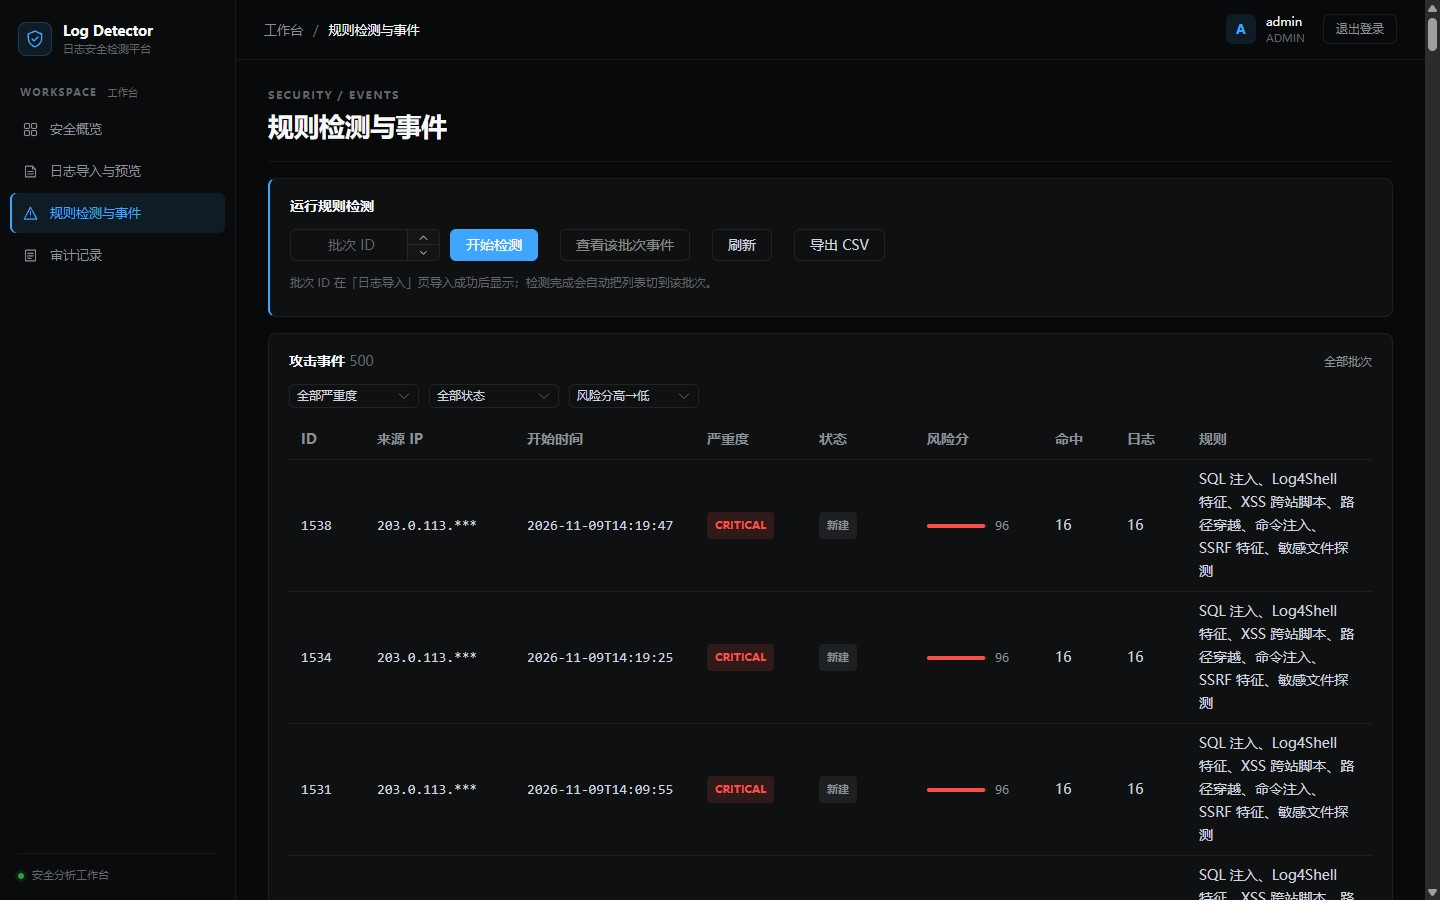 Log Detector
日志安全检测平台
WORKSPACE 工作台
安全概览
日志导入与预览
规则检测与事件
审计记录
安全分析工作台
工作台 / 规则检测与事件
A
admin
ADMIN
退出登录
SECURITY / EVENTS
规则检测与事件
运行规则检测
批次 ID
开始检测
查看该批次事件
刷新
导出 CSV
批次 ID 在「日志导入」页导入成功后显示；检测完成会自动把列表切到该批次。
攻击事件 500
全部批次
全部严重度
全部状态
风险分高→低
ID 来源 IP 开始时间 严重度 状态 风险分 命中 日志 规则
1538 203.0.113.*** 2026-11-09T14:19:47 CRITICAL 新建 96 16 16
SQL 注入、Log4Shell
特征、XSS 跨站脚本、路
径穿越、命令注入、
SSRF 特征、敏感文件探
测
1534 203.0.113.*** 2026-11-09T14:19:25 CRITICAL 新建 96 16 16
SQL 注入、Log4Shell
特征、XSS 跨站脚本、路
径穿越、命令注入、
SSRF 特征、敏感文件探
测
1531 203.0.113.*** 2026-11-09T14:09:55 CRITICAL 新建 96 16 16
SQL 注入、Log4Shell
特征、XSS 跨站脚本、路
径穿越、命令注入、
SSRF 特征、敏感文件探
测
SQL 注入、Log4Shell
特征、XSS 跨站脚本、路